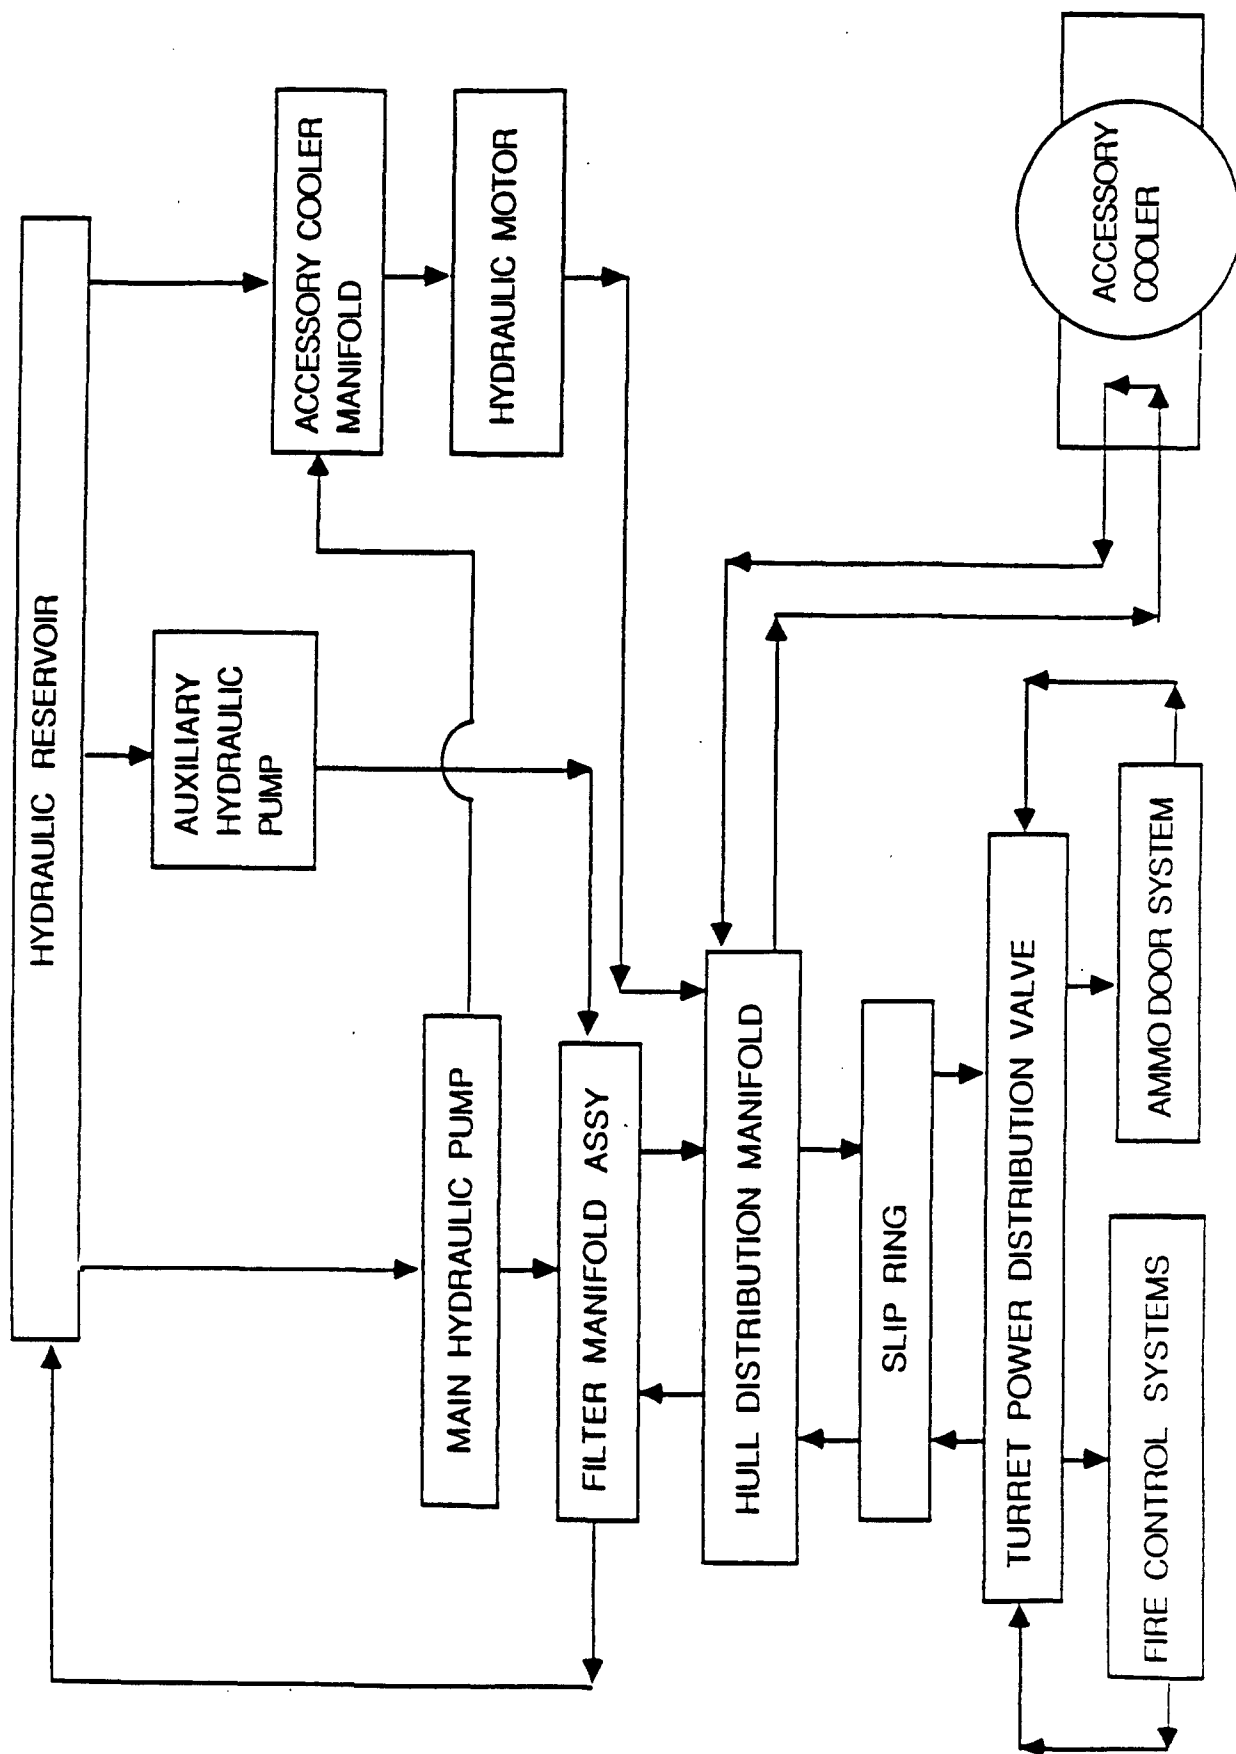 HYDRAULIC RESERVOIR
AUXILIARY
HYDRAULIC
PUMP
ACCESSORY COOLER
MANIFOLD
HYDRAULIC MOTOR
MAIN HYDRAULIC PUMP
FILTER MANIFOLD ASSY
HULL DISTRIBUTION MANIFOLD
SLIP RING
TURRET POWER DISTRIBUTION VALVE
FIRE CONTROL SYSTEMS
AMMO DOOR SYSTEM
ACCESSORY
COOLER